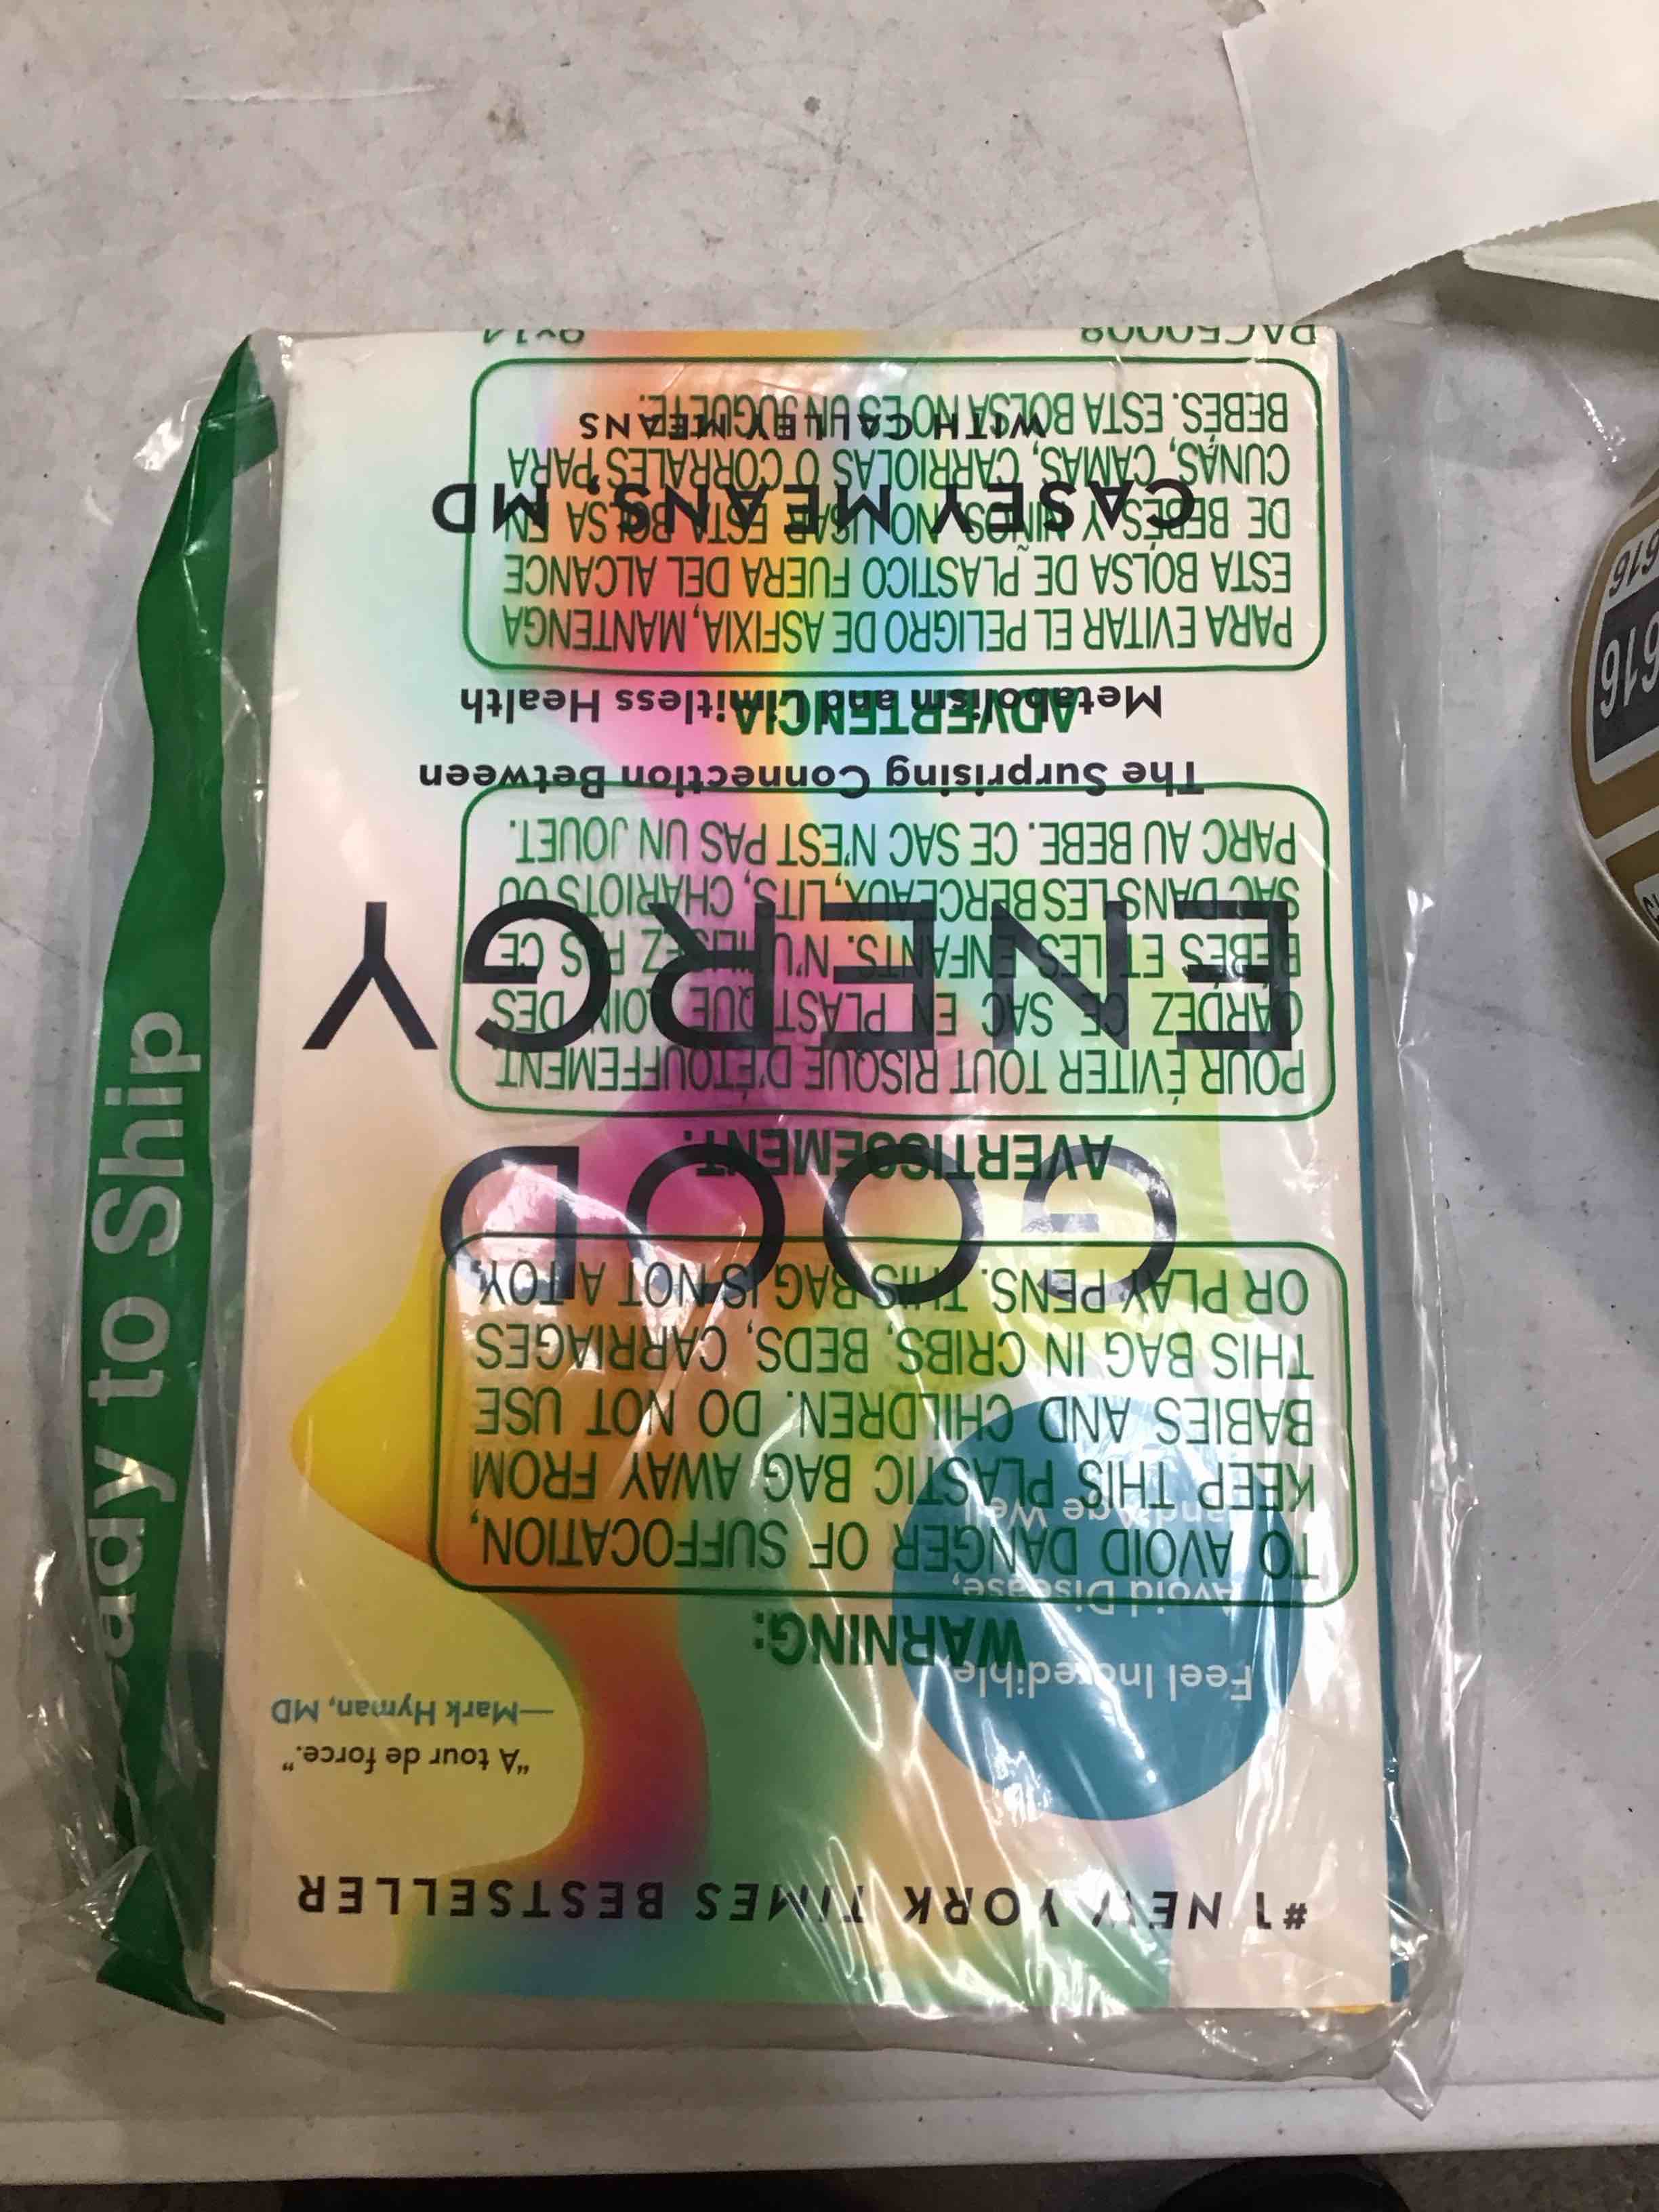 #1 NEW YORK TIMES BESTSELLER
"A tour de force."
—Mark Hyman, MD
Feel Incredible,
Avoid Disease,
and Age Well
GOOD
ENERGY
The Surprising Connection Between
Metabolism and Limitless Health
CASEY MEANS, MD
WITH CALLEY MEANS
WARNING:
TO AVOID DANGER OF SUFFOCATION,
KEEP THIS PLASTIC BAG AWAY FROM
BABIES AND CHILDREN. DO NOT USE
THIS BAG IN CRIBS, BEDS, CARRIAGES
OR PLAY PENS. THIS BAG IS NOT A TOY.
AVERTISSEMENT:
POUR ÉVITER TOUT RISQUE D'ÉTOUFFEMENT
GARDEZ CE SAC EN PLASTIQUE LOIN DES
BÉBÉS ET LES ENFANTS. N'UTILISEZ PAS CE
SAC DANS LES BERCEAUX, LITS, CHARIOTS OU
PARC AU BEBE. CE SAC N'EST PAS UN JOUET.
ADVERTENCIA:
PARA EVITAR EL PELIGRO DE ASFIXIA, MANTENGA
ESTA BOLSA DE PLASTICO FUERA DEL ALCANCE
DE BEBÉS Y NIÑOS. NO USAR ESTA BOLSA EN
CUNAS, CAMAS, CARRIOLAS O CORRALES PARA
BEBES. ESTA BOLSA NO ES UN JUGUETE.
9x14
ady to Ship
616
616